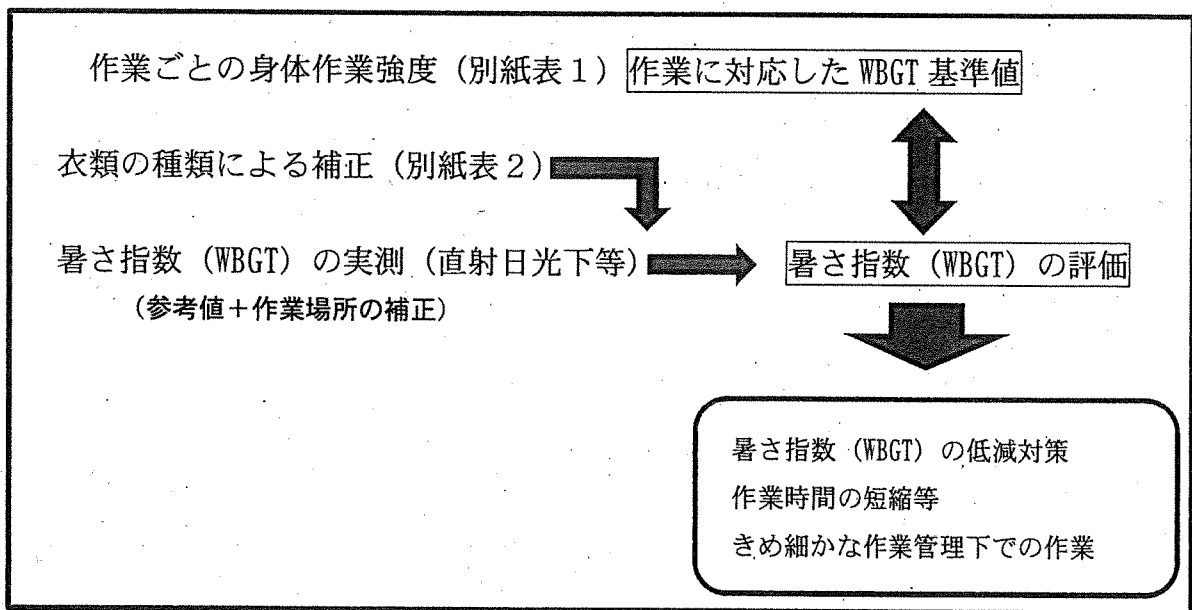 作業ごとの身体作業強度（別紙表１）作業に対応したWBGT基準値
衣類の種類による補正（別紙表２）
暑さ指数（WBGT）の実測（直射日光下等）
暑さ指数（WBGT）の評価
（参考値＋作業場所の補正）
暑さ指数（WBGT）の低減対策
作業時間の短縮等
きめ細かな作業管理下での作業